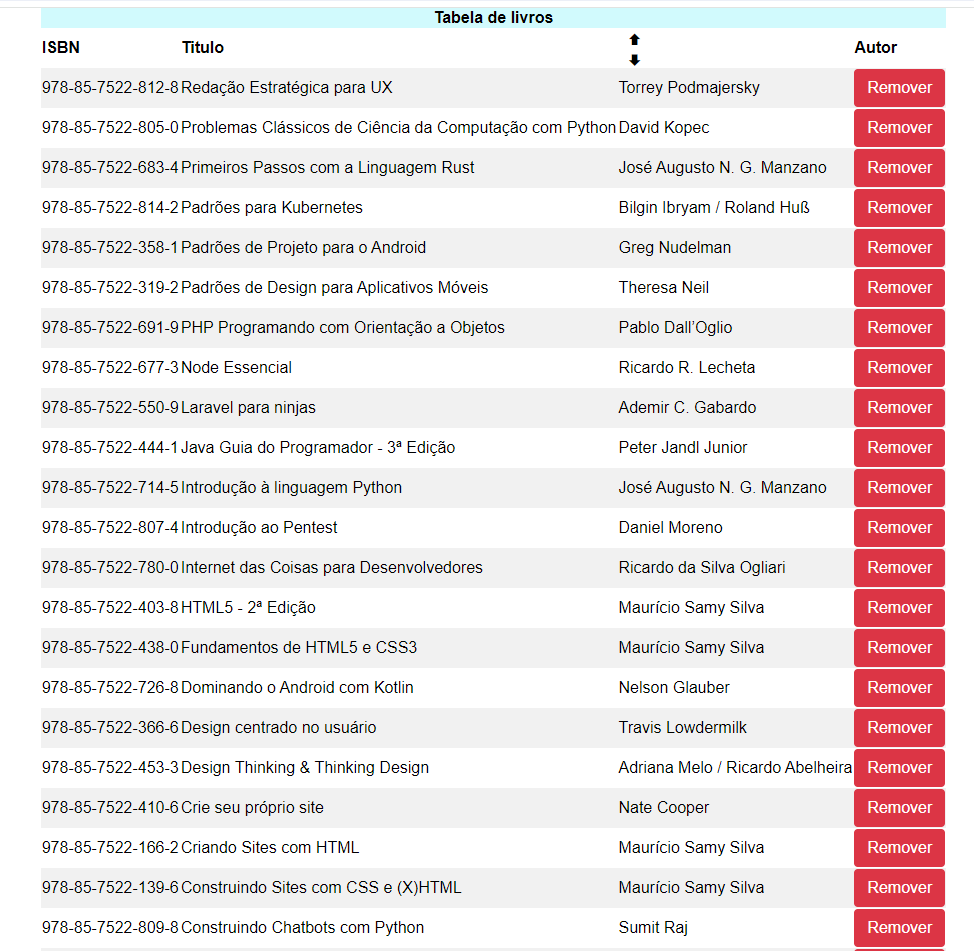 Tabela de livros
ISBN Titulo Autor
978-85-7522-812-8 Redação Estratégica para UX Torrey Podmajersky Remover
978-85-7522-805-0 Problemas Clássicos de Ciência da Computação com Python David Kopec Remover
978-85-7522-683-4 Primeiros Passos com a Linguagem Rust José Augusto N. G. Manzano Remover
978-85-7522-814-2 Padrões para Kubernetes Bilgin Ibryam / Roland Huß Remover
978-85-7522-358-1 Padrões de Projeto para o Android Greg Nudelman Remover
978-85-7522-319-2 Padrões de Design para Aplicativos Móveis Theresa Neil Remover
978-85-7522-691-9 PHP Programando com Orientação a Objetos Pablo Dall’Oglio Remover
978-85-7522-677-3 Node Essencial Ricardo R. Lecheta Remover
978-85-7522-550-9 Laravel para ninjas Ademir C. Gabardo Remover
978-85-7522-444-1 Java Guia do Programador - 3ª Edição Peter Jandl Junior Remover
978-85-7522-714-5 Introdução à linguagem Python José Augusto N. G. Manzano Remover
978-85-7522-807-4 Introdução ao Pentest Daniel Moreno Remover
978-85-7522-780-0 Internet das Coisas para Desenvolvedores Ricardo da Silva Ogliari Remover
978-85-7522-403-8 HTML5 - 2ª Edição Maurício Samy Silva Remover
978-85-7522-438-0 Fundamentos de HTML5 e CSS3 Maurício Samy Silva Remover
978-85-7522-726-8 Dominando o Android com Kotlin Nelson Glauber Remover
978-85-7522-366-6 Design centrado no usuário Travis Lowdermilk Remover
978-85-7522-453-3 Design Thinking & Thinking Design Adriana Melo / Ricardo Abelheira Remover
978-85-7522-410-6 Crie seu próprio site Nate Cooper Remover
978-85-7522-166-2 Criando Sites com HTML Maurício Samy Silva Remover
978-85-7522-139-6 Construindo Sites com CSS e (X)HTML Maurício Samy Silva Remover
978-85-7522-809-8 Construindo Chatbots com Python Sumit Raj Remover